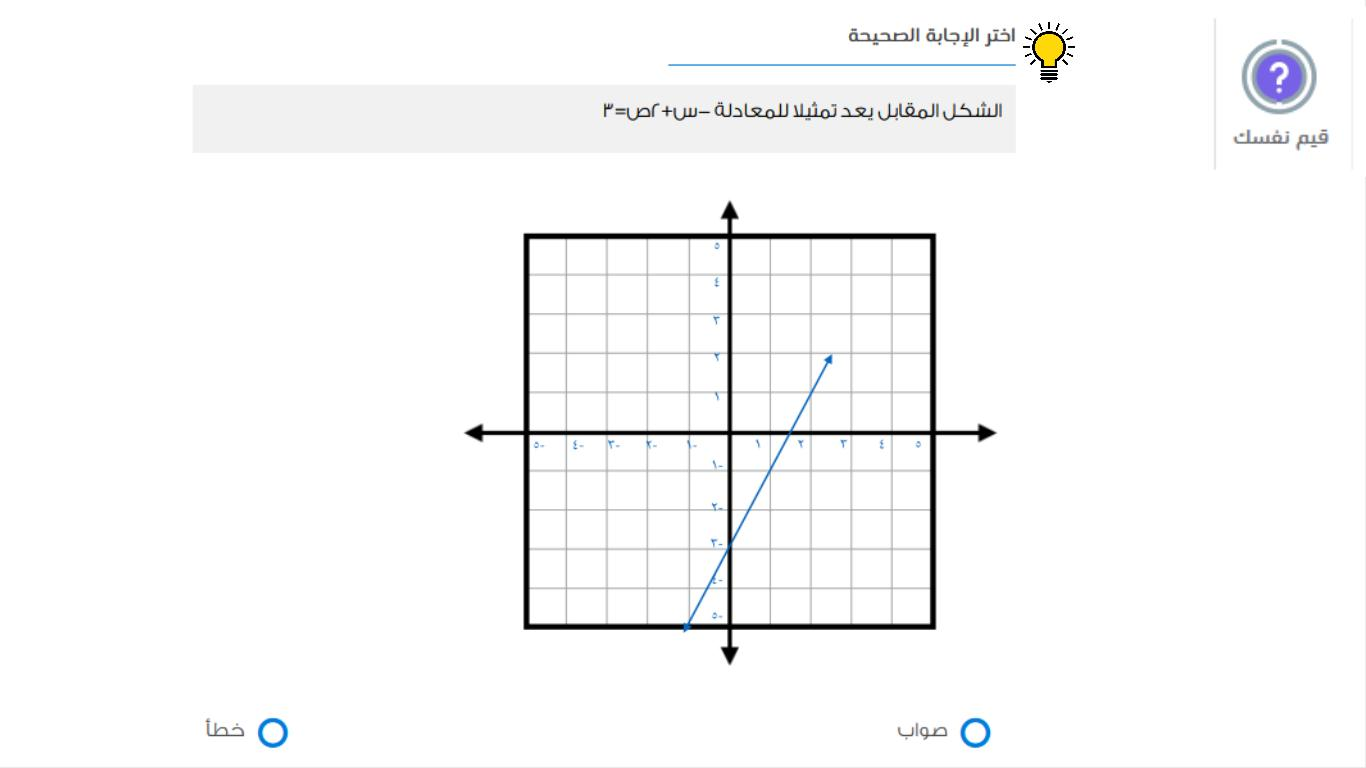 اختر الإجابة الصحيحة
؟
قيم نفسك
الشكل المقابل يعد تمثيلا للمعادلة –س+٢ص=٣
٥
٤
٣
٢
١
-٥ -٤ -٣ -٢ -١ ١ ٢ ٣ ٤ ٥
-١
-٢
-٣
-٤
-٥
صواب
خطأ